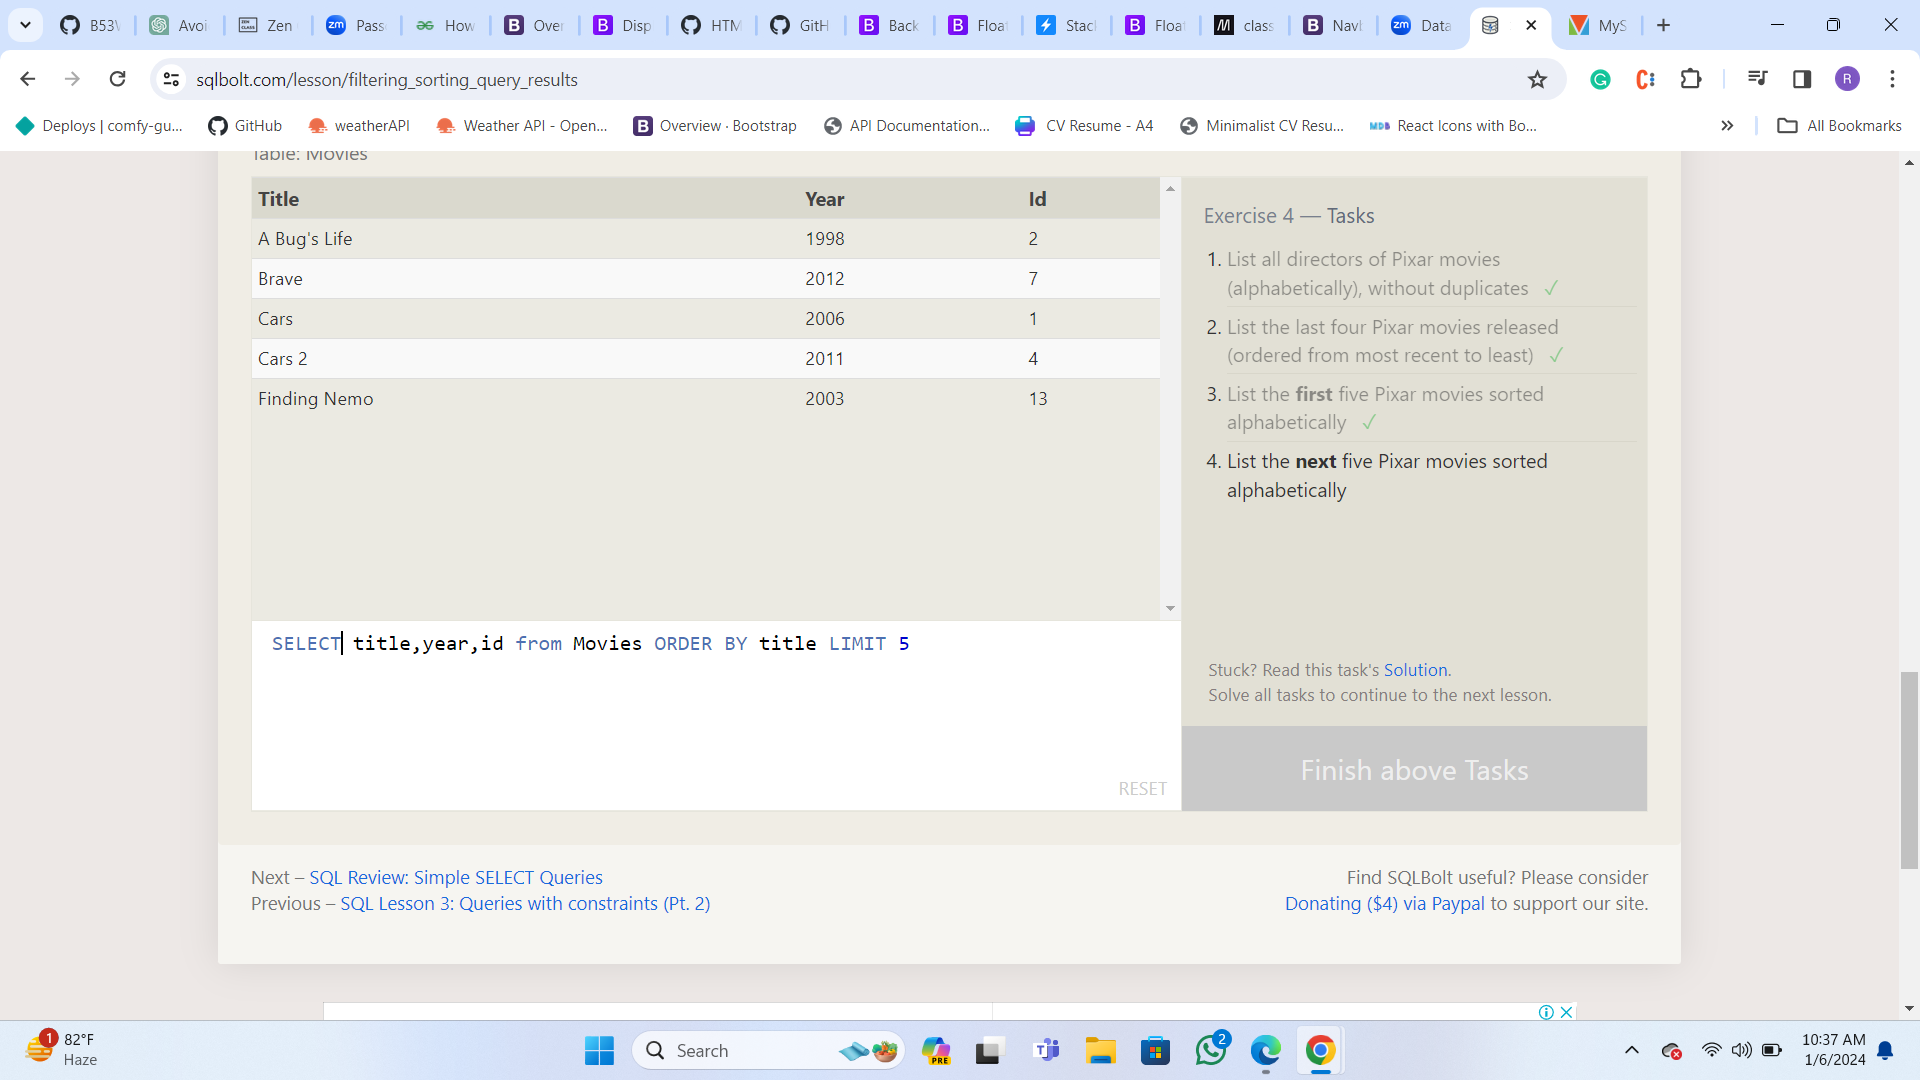 B53\
Avoi
Zen
Pass
How
Over
Disp
HTM
GitH
Back
Float
Stacl
Float
class
Navb
Data
MyS
sqlbolt.com/lesson/filtering_sorting_query_results
R
Deploys | comfy-gu...
GitHub
weatherAPI
Weather API - Open...
Overview · Bootstrap
API Documentation...
CV Resume - A4
Minimalist CV Resu...
React Icons with Bo...
All Bookmarks
Table: Movies
Title Year Id
A Bug's Life 1998 2
Brave 2012 7
Cars 2006 1
Cars 2 2011 4
Finding Nemo 2003 13
Exercise 4 — Tasks
1. List all directors of Pixar movies
(alphabetically), without duplicates ✓
2. List the last four Pixar movies released
(ordered from most recent to least) ✓
3. List the first five Pixar movies sorted
alphabetically ✓
4. List the next five Pixar movies sorted
alphabetically
SELECT title,year,id from Movies ORDER BY title LIMIT 5
RESET
Stuck? Read this task's Solution.
Solve all tasks to continue to the next lesson.
Finish above Tasks
Next – SQL Review: Simple SELECT Queries
Previous – SQL Lesson 3: Queries with constraints (Pt. 2)
Find SQLBolt useful? Please consider
Donating ($4) via Paypal to support our site.
1
82°F
Haze
Search
PRE
2
10:37 AM
1/6/2024